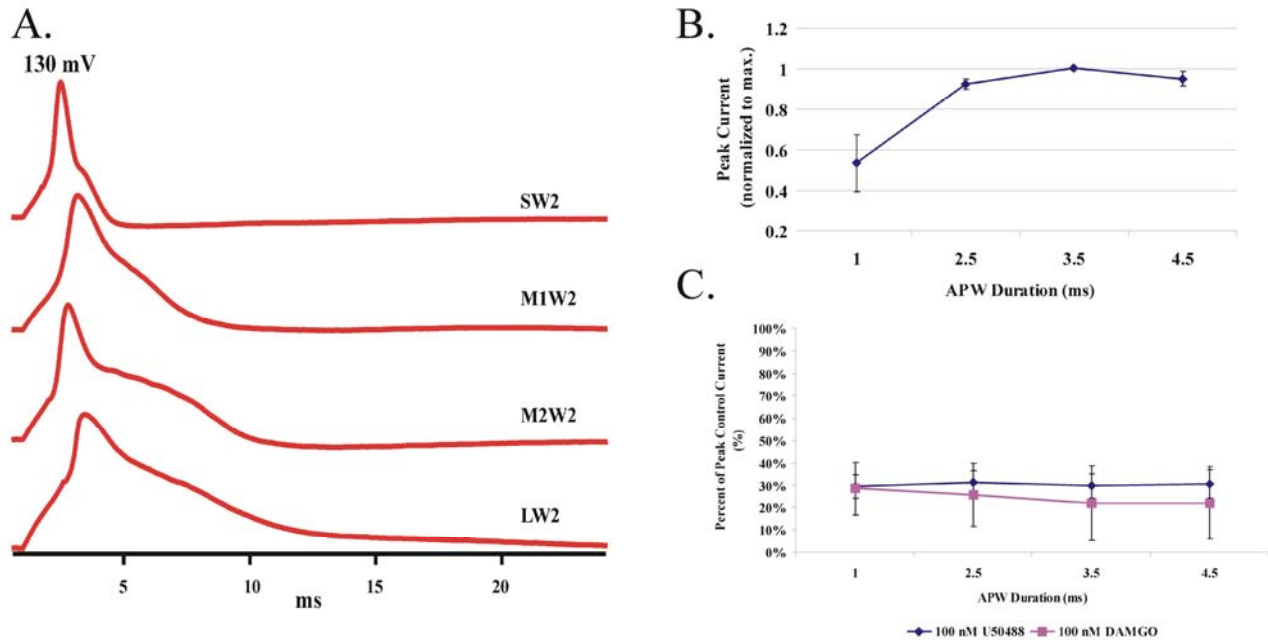 A.
130 mV
SW2
M1W2
M2W2
LW2
5 10 15 20
ms
B.
Peak Current
(normalized to max.)
1.2
1
0.8
0.6
0.4
0.2
1 2.5 3.5 4.5
APW Duration (ms)
C.
Percent of Peak Control Current
(%)
100%
90%
80%
70%
60%
50%
40%
30%
20%
10%
0%
1 2.5 3.5 4.5
APW Duration (ms)
100 nM U50488 100 nM DAMGO